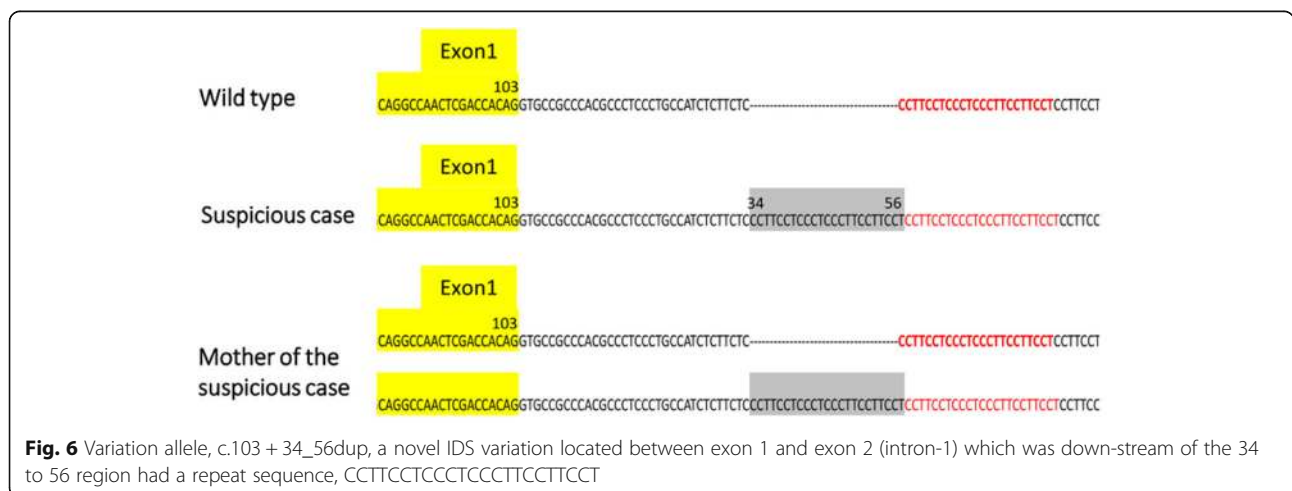 Exon1
103
Wild type
CAGGCCAACTCGACCACAGGTGCCGCCCACGCCCTCCCTGCCATCTCTTCTC---------------------------------CCTTCCTCCCTCCCTTCCTTCCTCCTTCCT
Exon1
103 34 56
Suspicious case
CAGGCCAACTCGACCACAGGTGCCGCCCACGCCCTCCCTGCCATCTCTTCTCCCTTCCTCCCTCCCTTCCTTCCTCCTTCCTCCCTCCCTTCCTTCCTCCTTCC
Exon1
103
Mother of the
suspicious case
CAGGCCAACTCGACCACAGGTGCCGCCCACGCCCTCCCTGCCATCTCTTCTC---------------------------------CCTTCCTCCCTCCCTTCCTTCCTCCTTCCT
CAGGCCAACTCGACCACAGGTGCCGCCCACGCCCTCCCTGCCATCTCTTCTCCCTTCCTCCCTCCCTTCCTTCCTCCTTCCTCCCTCCCTTCCTTCCTCCTTCC
Fig. 6 Variation allele, c.103 + 34_56dup, a novel IDS variation located between exon 1 and exon 2 (intron-1) which was down-stream of the 34
to 56 region had a repeat sequence, CCTTCCTCCCTCCCTTCCTTCCT